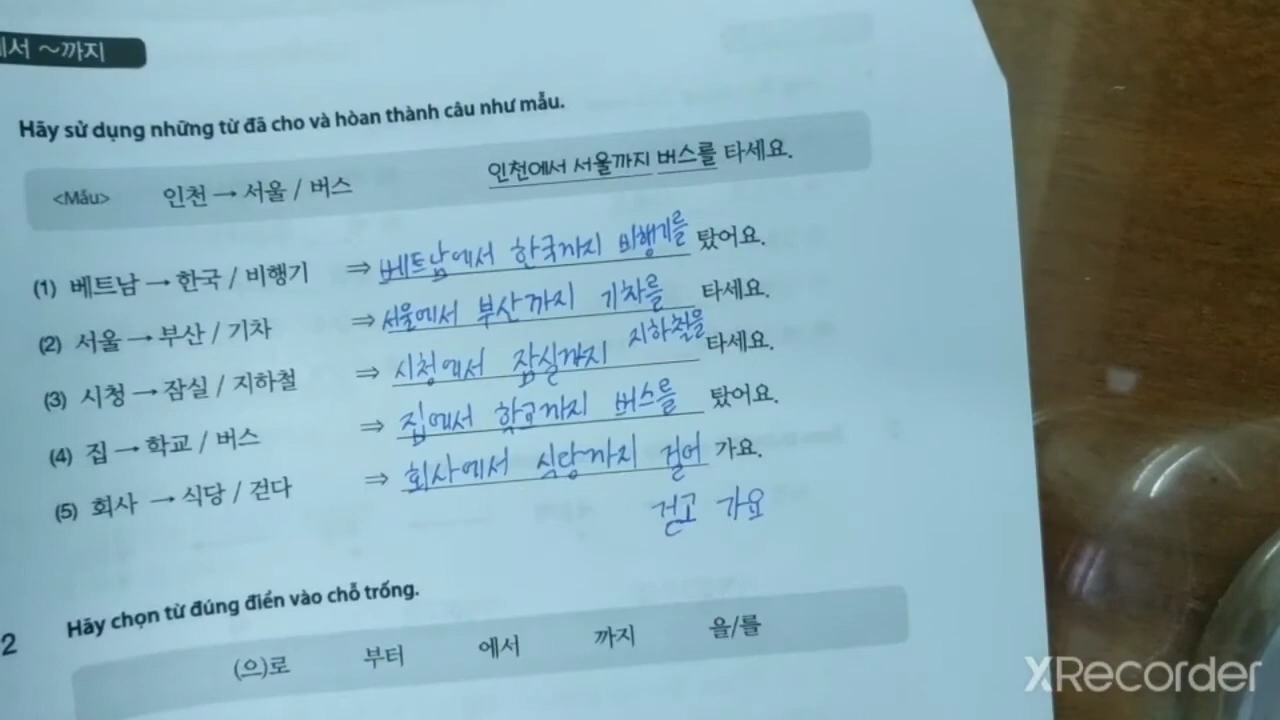 에서 ~까지
Hãy sử dụng những từ đã cho và hòan thành câu như mẫu.
<Mẫu> 인천 → 서울 / 버스 인천에서 서울까지 버스를 타세요.
(1) 베트남 → 한국 / 비행기 ⇒ 베트남에서 한국까지 비행기를 탔어요.
(2) 서울 → 부산 / 기차 ⇒ 서울에서 부산까지 기차를 타세요.
(3) 시청 → 잠실 / 지하철 ⇒ 시청에서 잠실까지 지하철을 타세요.
(4) 집 → 학교 / 버스 ⇒ 집에서 학교까지 버스를 탔어요.
(5) 회사 → 식당 / 걷다 ⇒ 회사에서 식당까지 걸어 가요.
걷고 가요
2 Hãy chọn từ đúng điền vào chỗ trống.
(으)로 부터 에서 까지 을/를
XRecorder